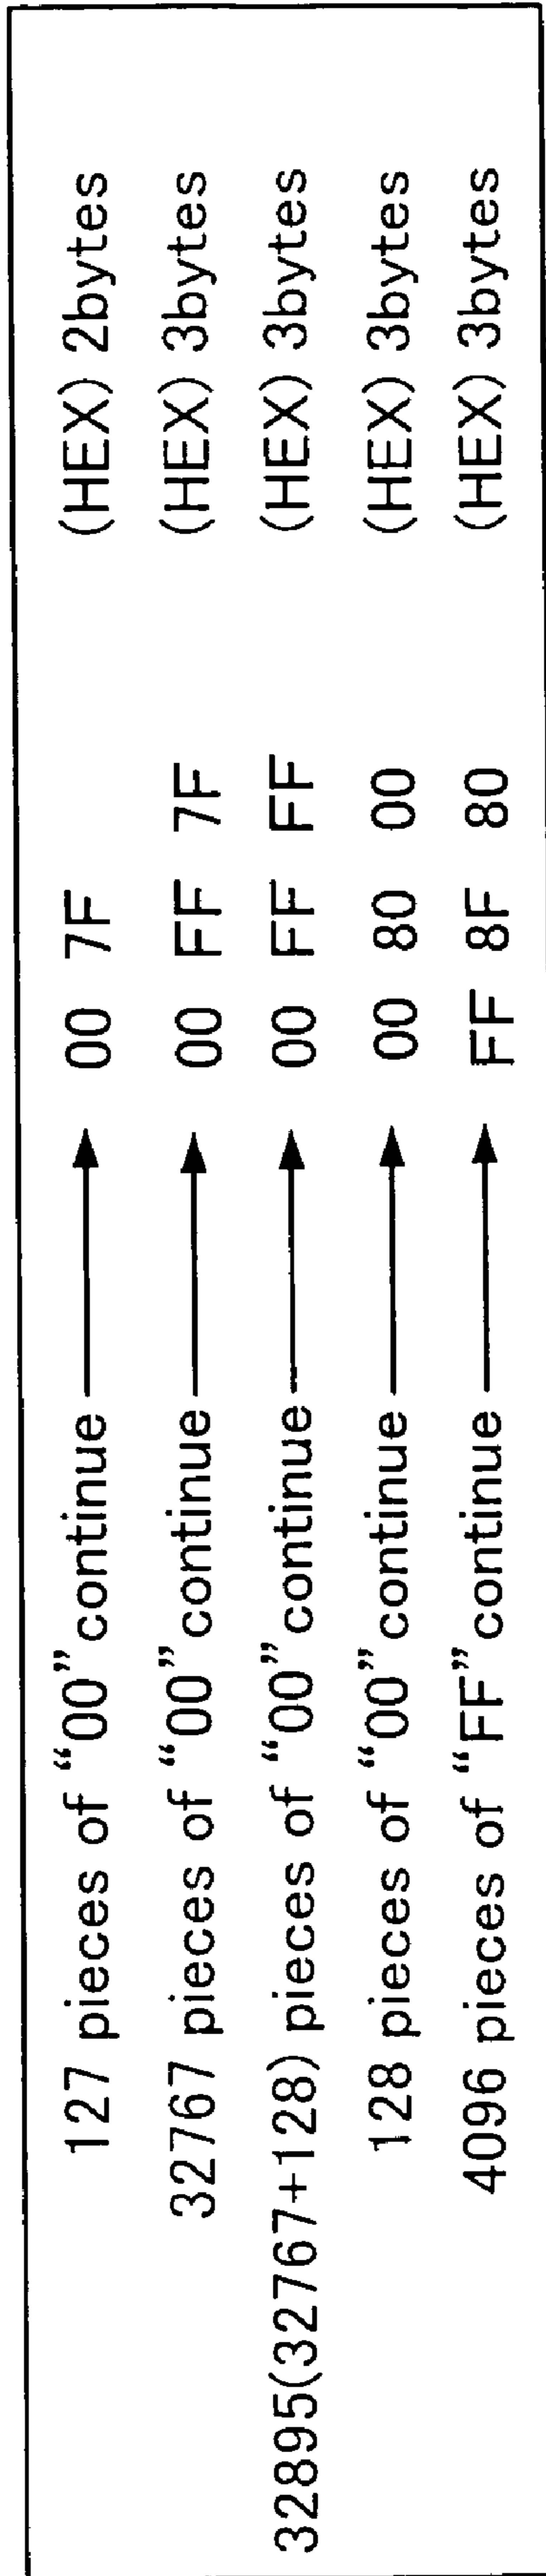 127 pieces of “00” continue → 00 7F (HEX) 2bytes
32767 pieces of “00” continue → 00 FF 7F (HEX) 3bytes
32895(32767+128) pieces of “00” continue → 00 FF FF (HEX) 3bytes
128 pieces of “00” continue → 00 80 00 (HEX) 3bytes
4096 pieces of “FF” continue → FF 8F 80 (HEX) 3bytes